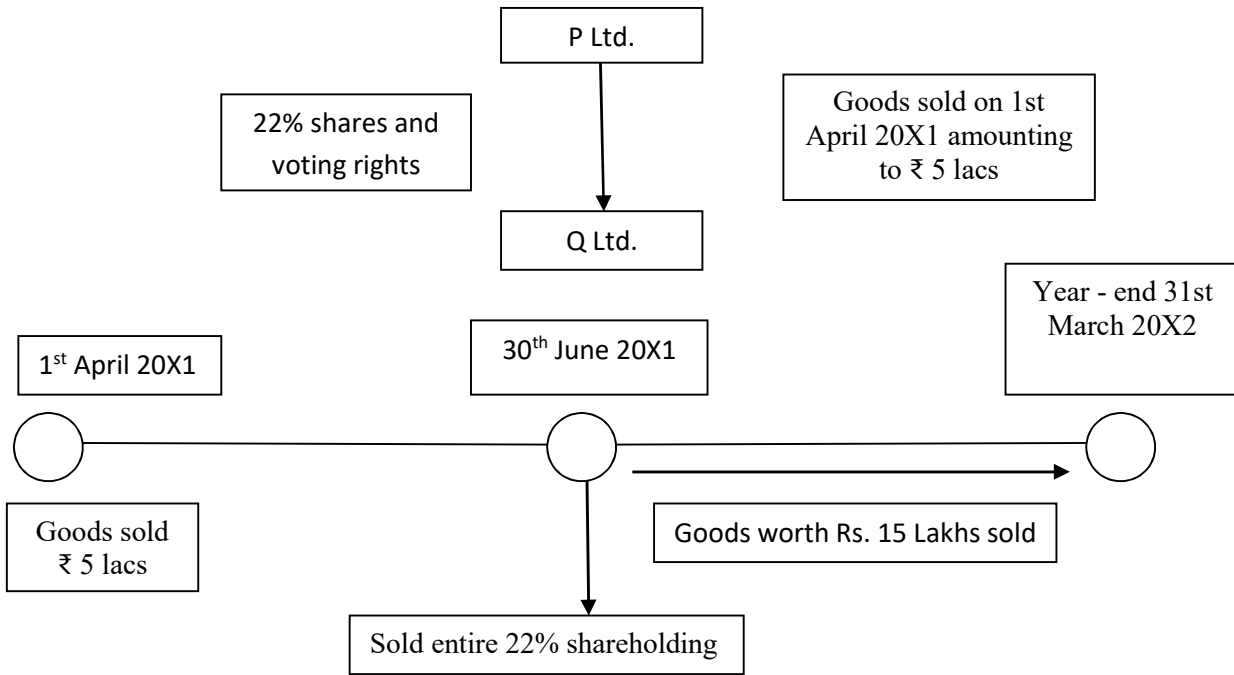 P Ltd.
22% shares and
voting rights
Goods sold on 1st
April 20X1 amounting
to ₹ 5 lacs
Q Ltd.
Year - end 31st
March 20X2
1st April 20X1
30th June 20X1
Goods sold
₹ 5 lacs
Goods worth Rs. 15 Lakhs sold
Sold entire 22% shareholding